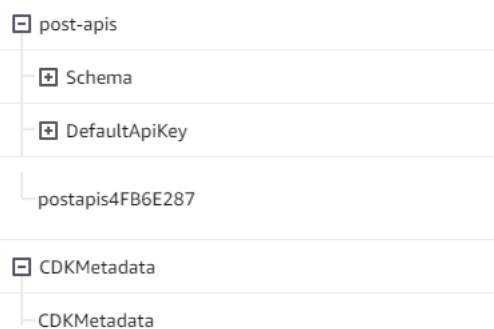 post-apis
Schema
DefaultApiKey
postapis4FB6E287
CDKMetadata
CDKMetadata